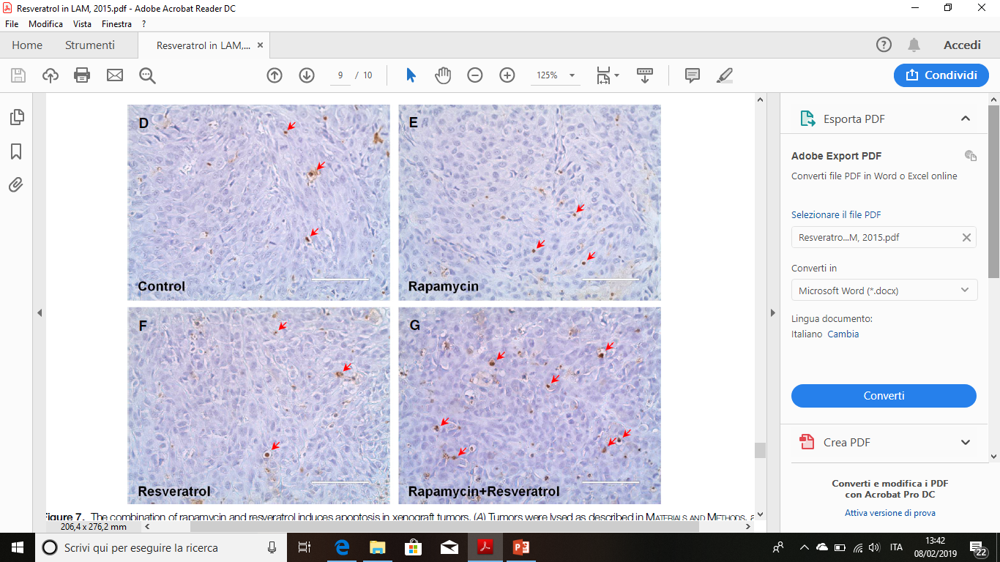 Resveratrol in LAM, 2015.pdf - Adobe Acrobat Reader DC
File Modifica Vista Finestra ?
Home Strumenti Resveratrol in LAM,... × Accedi
9 / 10 125% Condividi
D
Control
E
Rapamycin
F
Resveratrol
G
Rapamycin+Resveratrol
igure 7. The combination of rapamycin and resveratrol induces apoptosis in xenograft tumors. (A) Tumors were lysed as described in MATERIALS AND METHODS, a
206,4 x 276,2 mm
Esporta PDF
Adobe Export PDF
Converti file PDF in Word o Excel online
Selezionare il file PDF
Resveratro...M, 2015.pdf
Converti in
Microsoft Word (*.docx)
Lingua documento:
Italiano Cambia
Converti
Crea PDF
Converti e modifica i PDF
con Acrobat Pro DC
Attiva versione di prova
Scrivi qui per eseguire la ricerca
ITA
13:42
08/02/2019
22